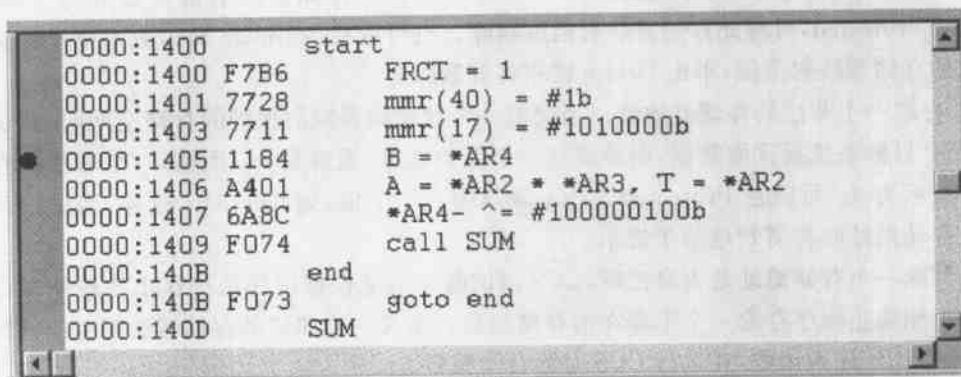 0000:1400 start
0000:1400 F7B6 FRCT =
0000:1401 7728 mmr(40) = #1b
0000:1403 7711 mmr(17) = #1010000b
0000:1405 1184 B = *AR4
0000:1406 A401 A = *AR2 * *AR3, T *AR2
0000:1407 6A8C *AR4- ^= #100000100b
0000:1409 F074 call SUM
0000:140B end
0000:140B F073 goto end
0000:140D SUM